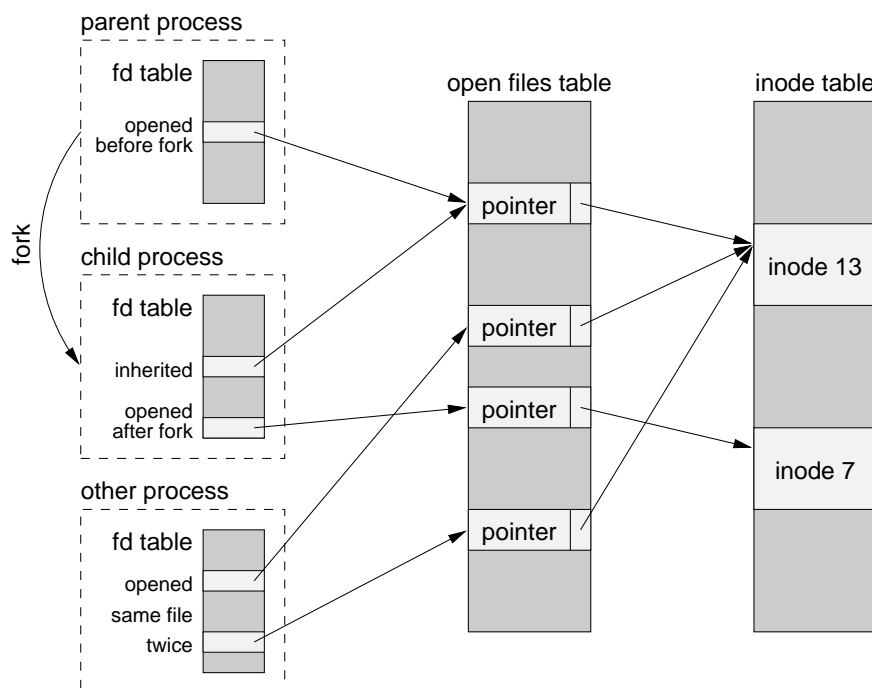 parent process
fd table
opened
before fork
fork
child process
fd table
inherited
opened
after fork
other process
fd table
opened
same file
twice
open files table
pointer
pointer
pointer
pointer
inode table
inode 13
inode 7